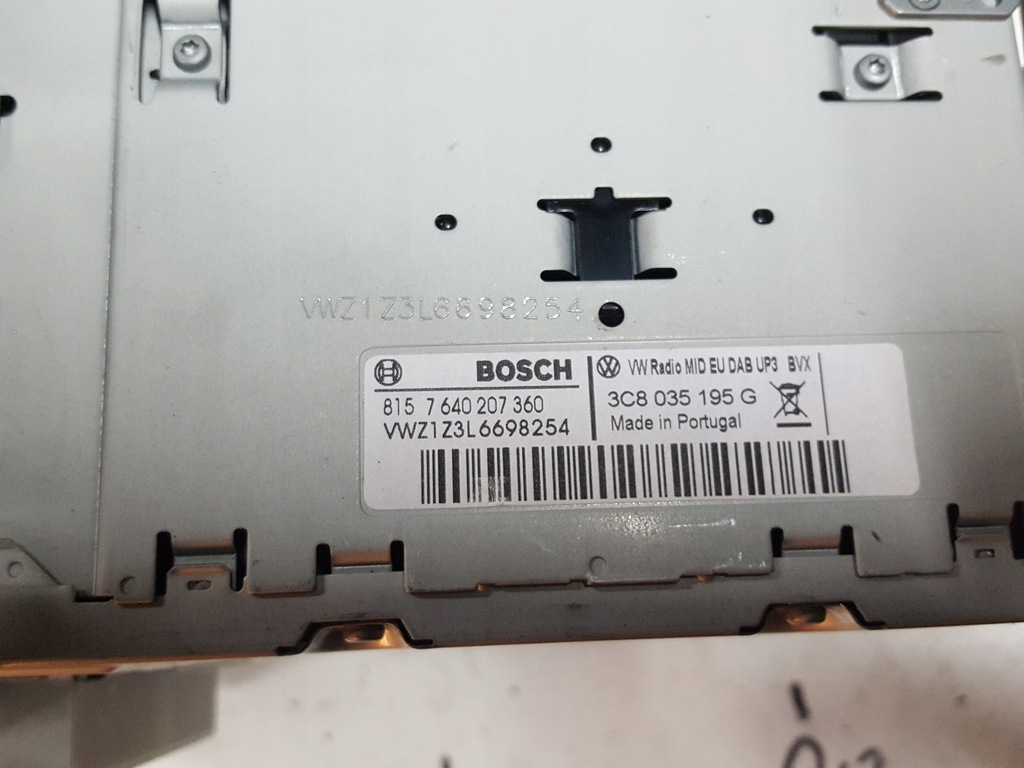 VWZ1Z3L6698254
BOSCH
815 7 640 207 360
VWZ1Z3L6698254
VW Radio MID EU DAB UP3 BVX
3C8 035 195 G
Made in Portugal